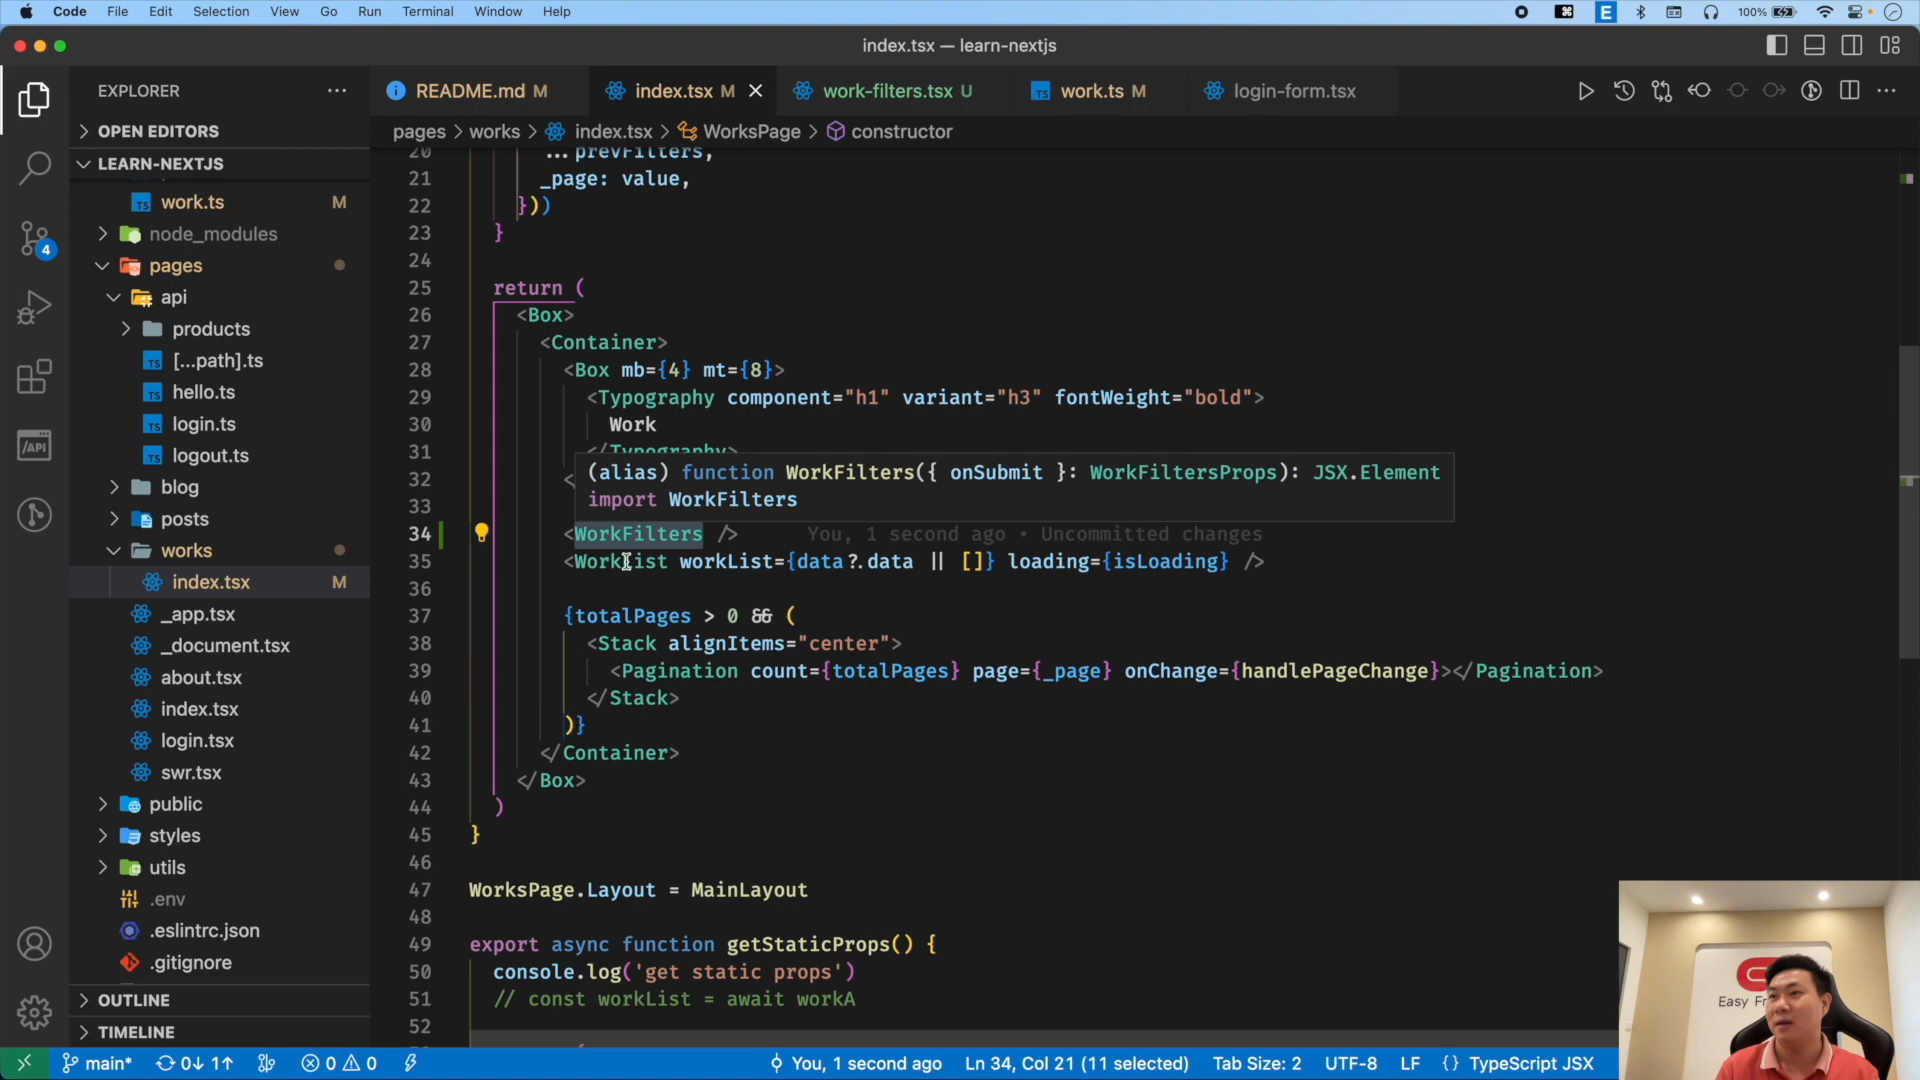 Code File Edit Selection View Go Run Terminal Window Help
100%
index.tsx — learn-nextjs
EXPLORER
README.md M
index.tsx M
work-filters.tsx U
work.ts M
login-form.tsx
pages > works > index.tsx > WorksPage > constructor
OPEN EDITORS
LEARN-NEXTJS
work.ts M
node_modules
pages
api
products
[...path].ts
hello.ts
login.ts
logout.ts
blog
posts
works
index.tsx M
_app.tsx
_document.tsx
about.tsx
index.tsx
login.tsx
swr.tsx
public
styles
utils
.env
.eslintrc.json
.gitignore
OUTLINE
TIMELINE
4
/API
20 ...prevFilters,
21 _page: value,
22 }))
23 }
24
25 return (
26 <Box>
27 <Container>
28 <Box mb={4} mt={8}>
29 <Typography component="h1" variant="h3" fontWeight="bold">
30 Work
31 </Typography>
32 <
33
(alias) function WorkFilters({ onSubmit }: WorkFiltersProps): JSX.Element
import WorkFilters
34 <WorkFilters /> You, 1 second ago • Uncommitted changes
35 <WorkList workList={data?.data || []} loading={isLoading} />
36
37 {totalPages > 0 && (
38 <Stack alignItems="center">
39 <Pagination count={totalPages} page={_page} onChange={handlePageChange}></Pagination>
40 </Stack>
41 )}
42 </Container>
43 </Box>
44 )
45 }
46
47 WorksPage.Layout = MainLayout
48
49 export async function getStaticProps() {
50 console.log('get static props')
51 // const workList = await workA
52
Easy Fr
main* 0↓ 1↑ 0 0 You, 1 second ago Ln 34, Col 21 (11 selected) Tab Size: 2 UTF-8 LF {} TypeScript JSX